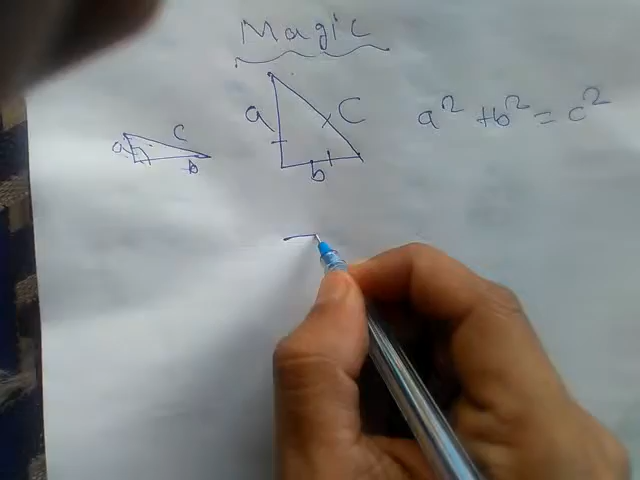 Magic
a c b
a c b
a² + b² = c²